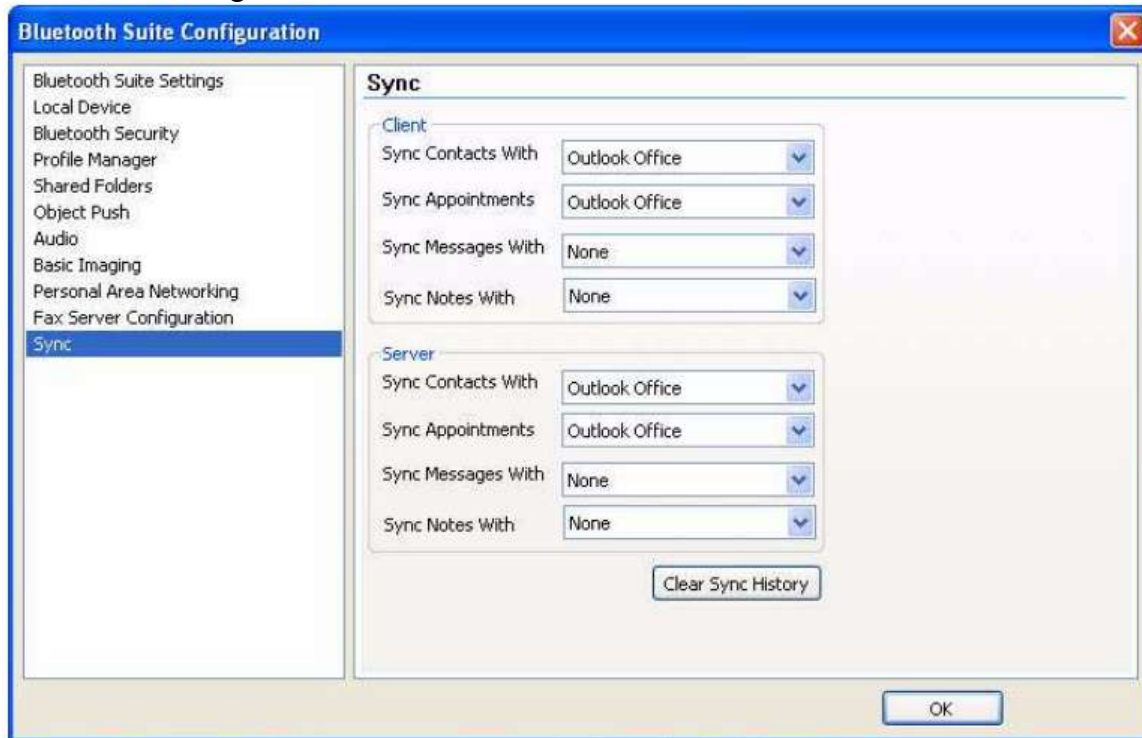 Bluetooth Suite Configuration
Bluetooth Suite Settings
Local Device
Bluetooth Security
Profile Manager
Shared Folders
Object Push
Audio
Basic Imaging
Personal Area Networking
Fax Server Configuration
Sync
Sync
Client
Sync Contacts With Outlook Office
Sync Appointments Outlook Office
Sync Messages With None
Sync Notes With None
Server
Sync Contacts With Outlook Office
Sync Appointments Outlook Office
Sync Messages With None
Sync Notes With None
Clear Sync History
OK